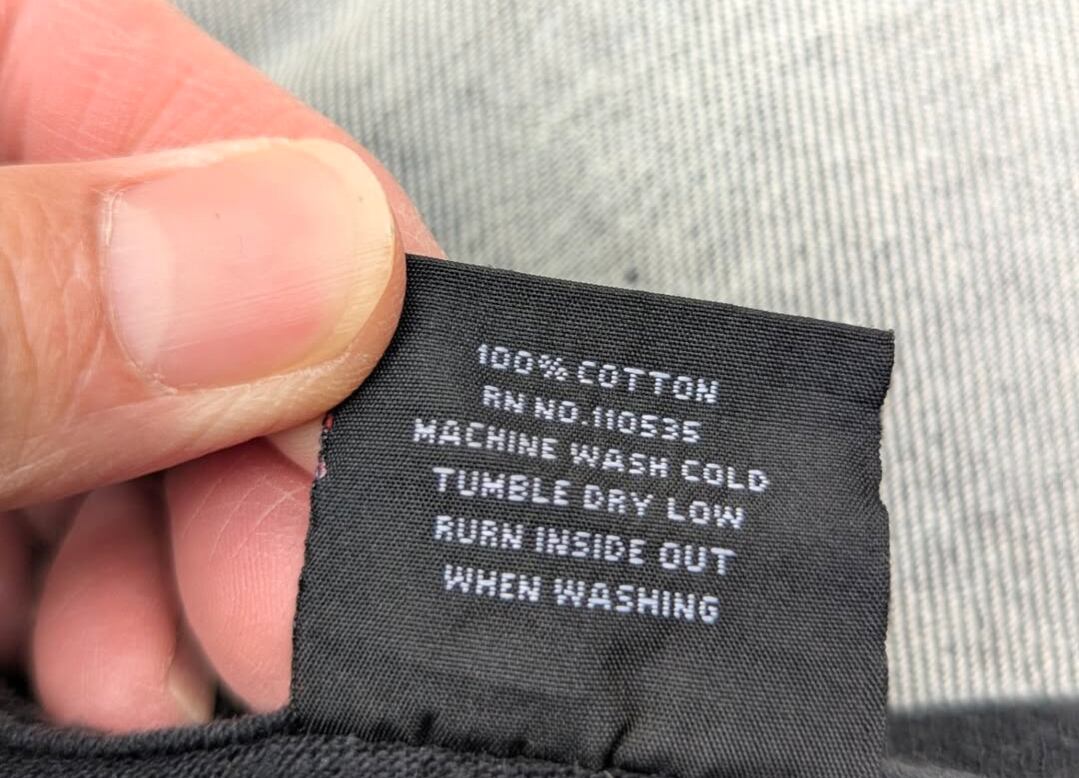 100% COTTON
RN NO.110535
MACHINE WASH COLD
TUMBLE DRY LOW
RURN INSIDE OUT
WHEN WASHING